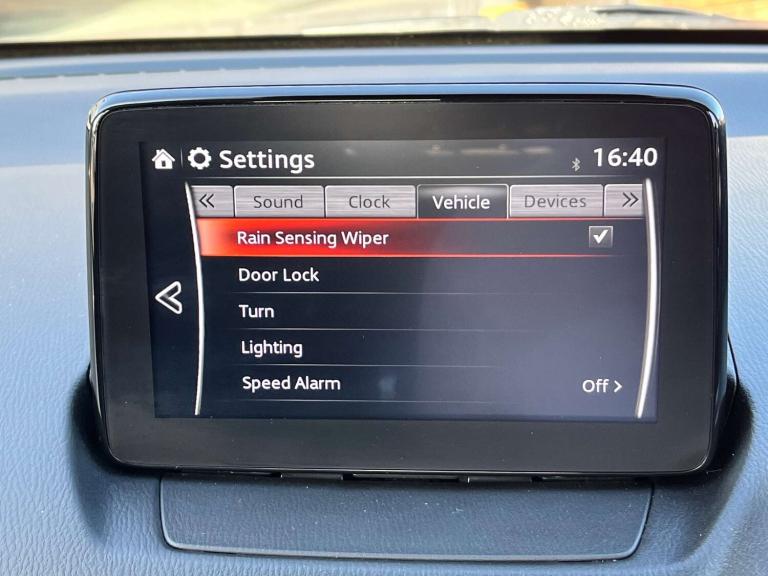 Settings 16:40
« Sound Clock Vehicle Devices »
Rain Sensing Wiper
Door Lock
Turn
Lighting
Speed Alarm Off >